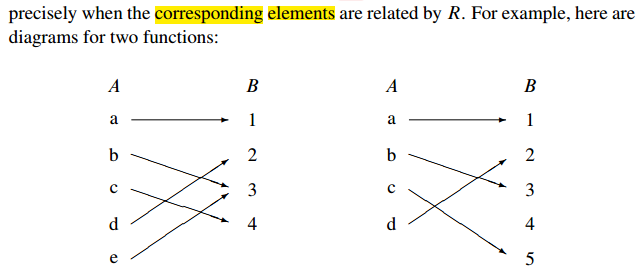 precisely when the corresponding elements are related by R. For example, here are
diagrams for two functions:
A B A B
a 1 a 1
b 2 b 2
c 3 c 3
d 4 d 4
e 5